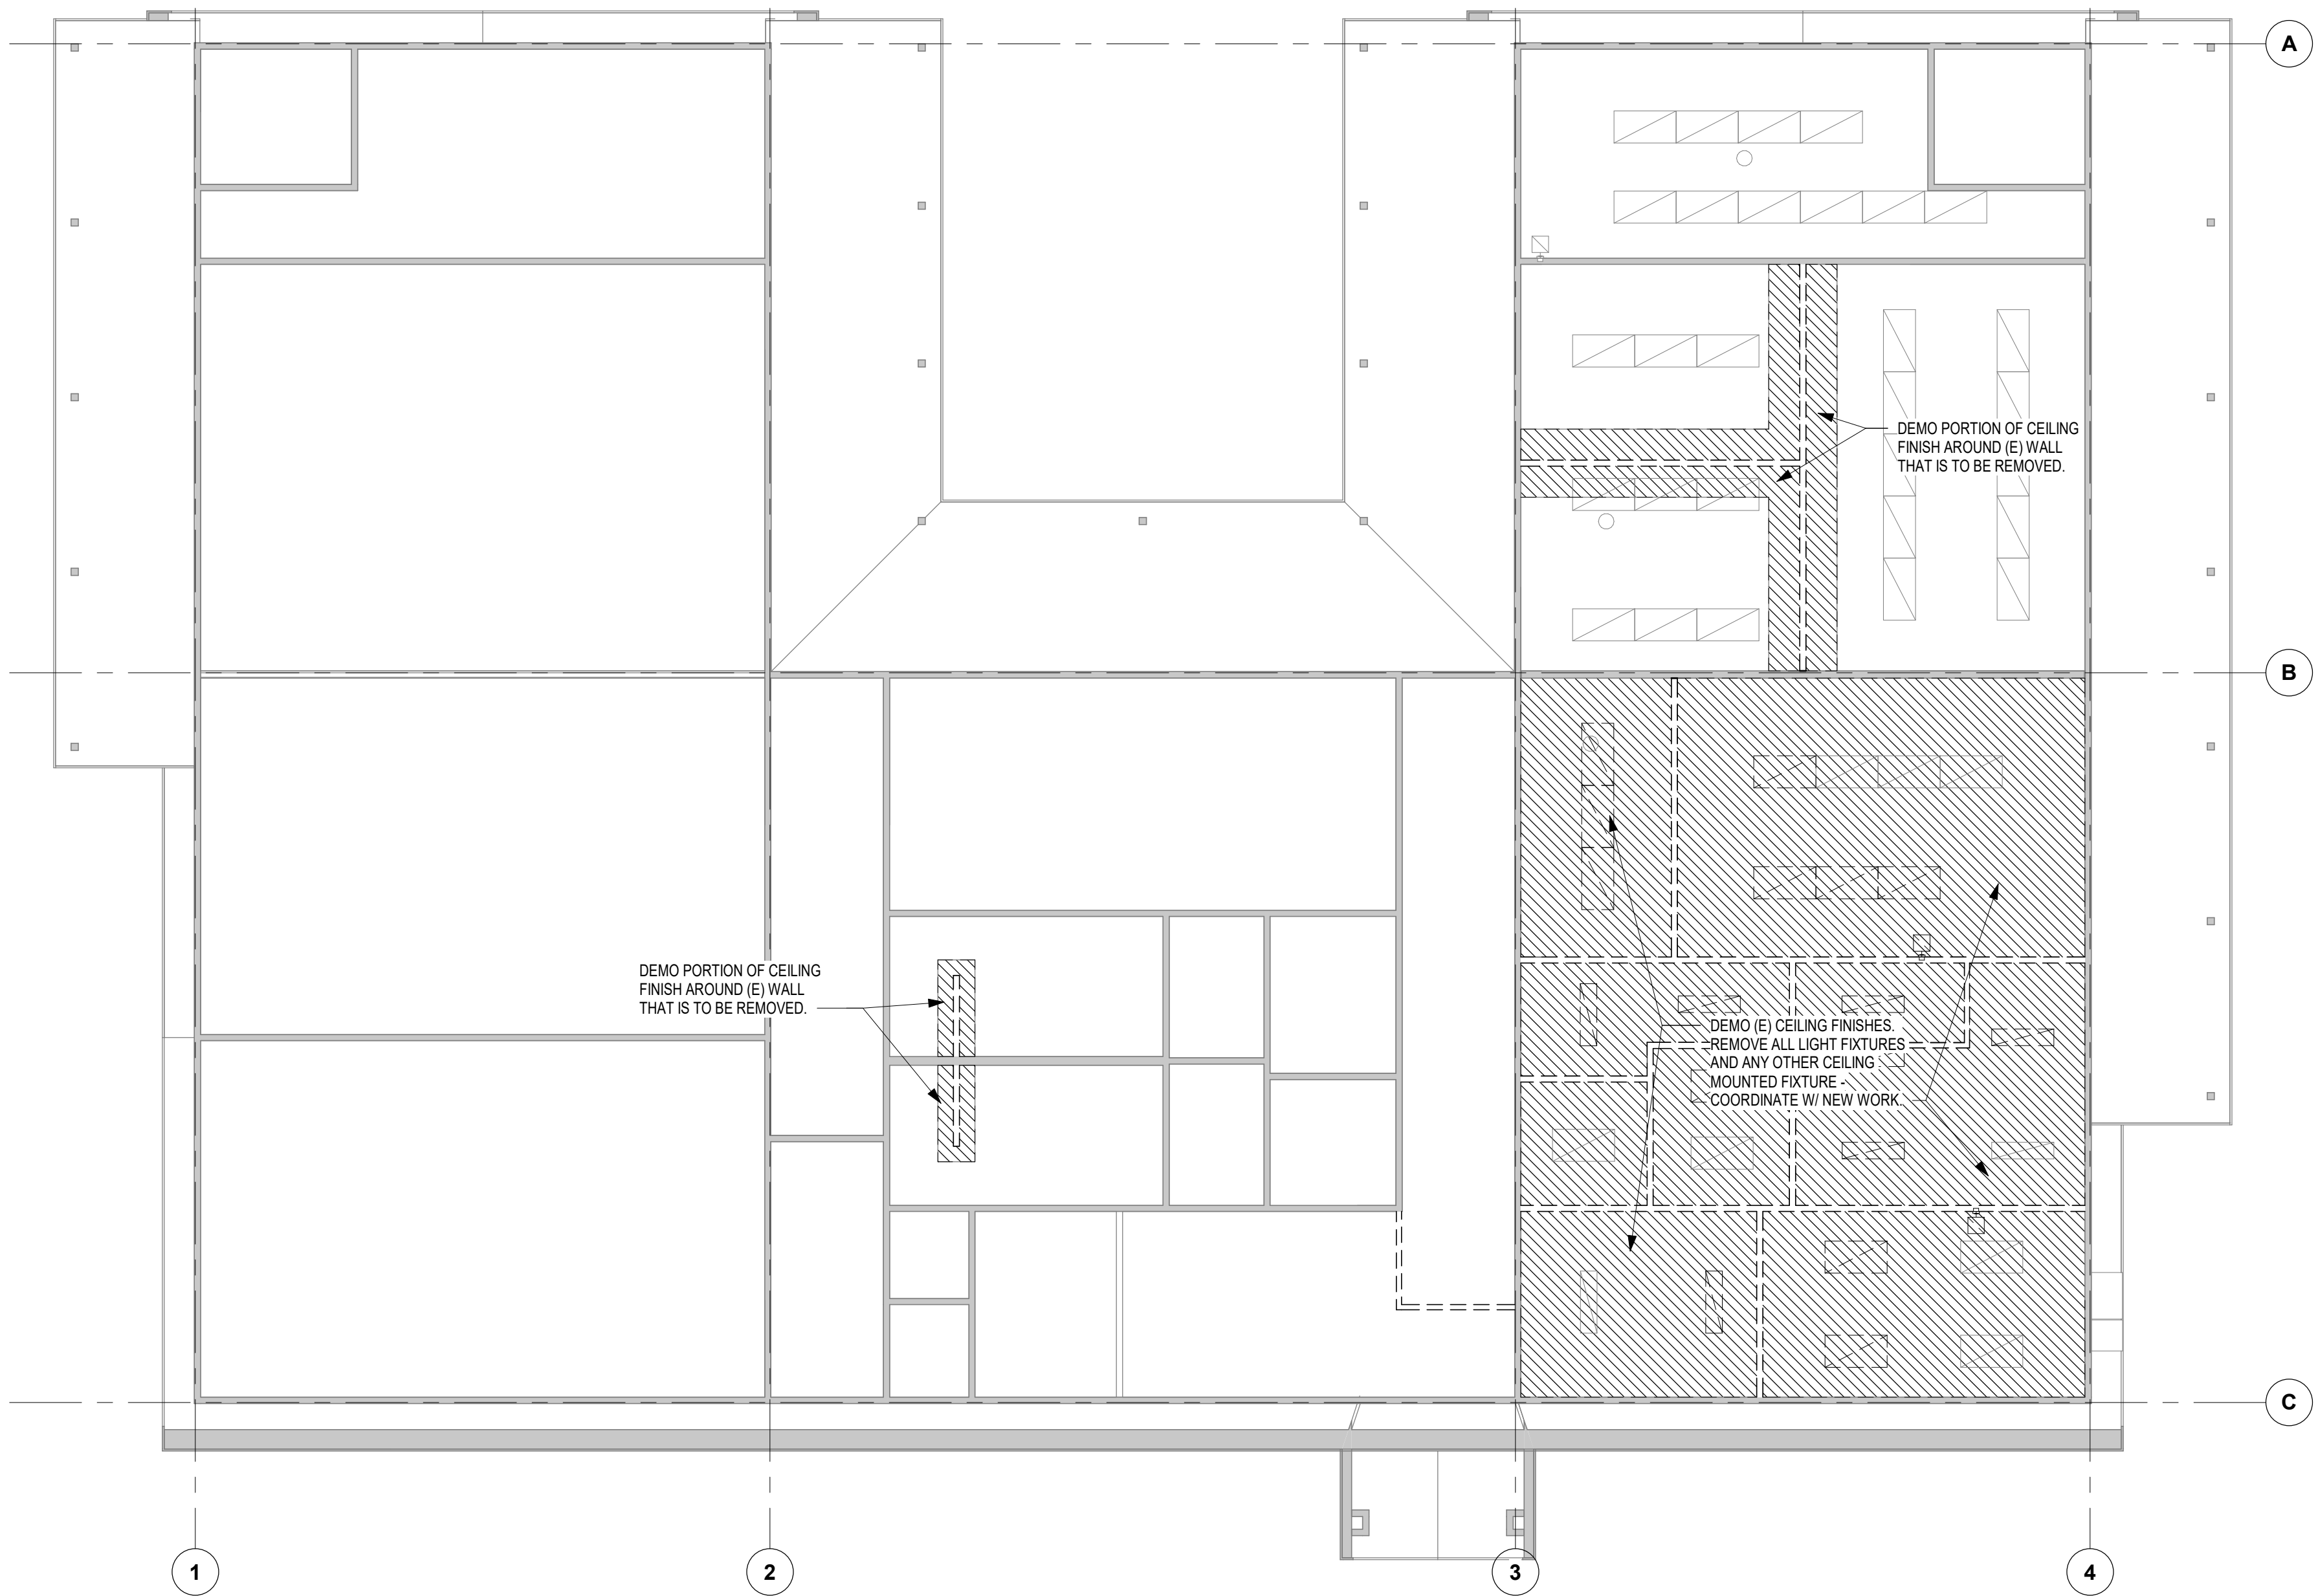 A
DEMO PORTION OF CEILING
FINISH AROUND (E) WALL
THAT IS TO BE REMOVED.
B
DEMO PORTION OF CEILING
FINISH AROUND (E) WALL
THAT IS TO BE REMOVED.
DEMO (E) CEILING FINISHES.
REMOVE ALL LIGHT FIXTURES
AND ANY OTHER CEILING
MOUNTED FIXTURE -
COORDINATE W/ NEW WORK.
C
1
2
3
4